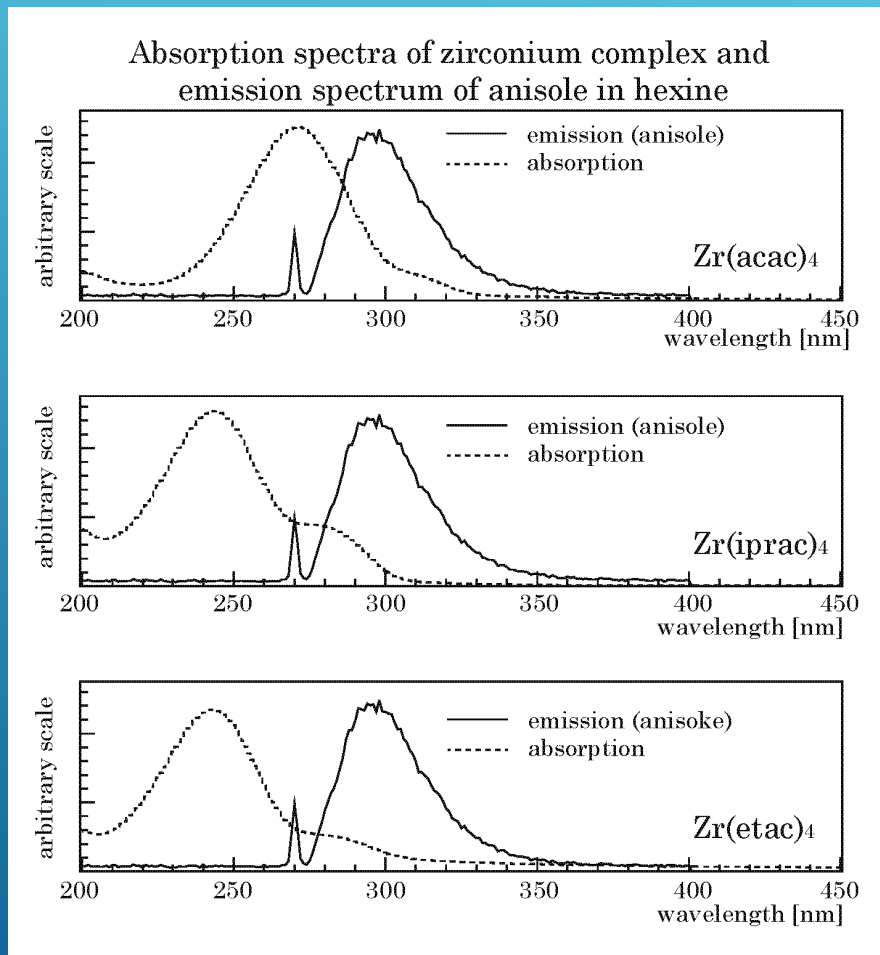 Absorption spectra of zirconium complex and
emission spectrum of anisole in hexine
arbitrary scale
emission (anisole)
absorption
Zr(acac)4
200 250 300 350 400 450
wavelength [nm]
arbitrary scale
emission (anisole)
absorption
Zr(iprac)4
200 250 300 350 400 450
wavelength [nm]
arbitrary scale
emission (anisoke)
absorption
Zr(etac)4
200 250 300 350 400 450
wavelength [nm]